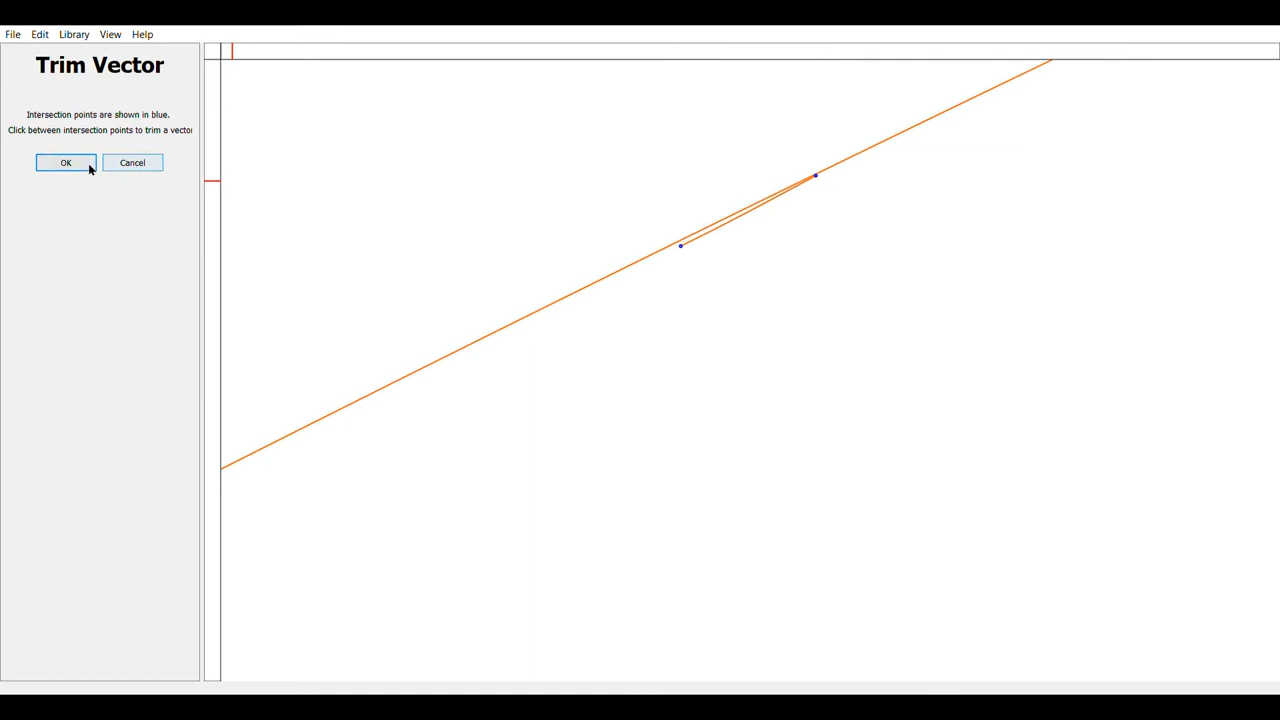 File Edit Library View Help
Trim Vector
Intersection points are shown in blue.
Click between intersection points to trim a vector
OK Cancel